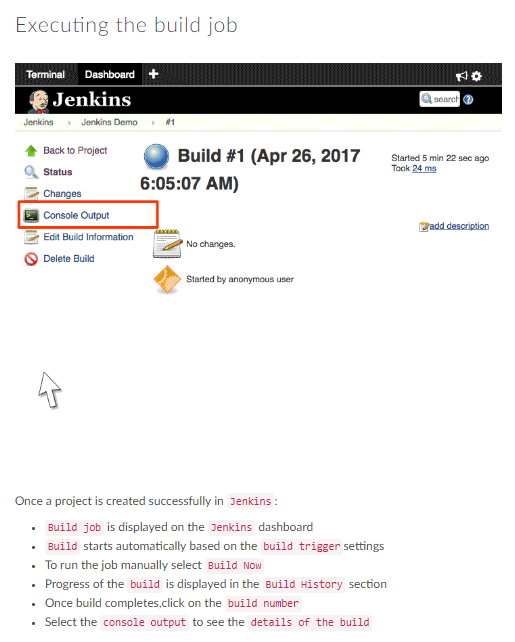 Executing the build job
Terminal Dashboard +
Jenkins search ?
Jenkins Jenkins Demo #1
Back to Project
Status
Changes
Console Output
Edit Build Information
Delete Build
Build #1 (Apr 26, 2017
6:05:07 AM)
Started 5 min 22 sec ago
Took 24 ms
add description
No changes.
Started by anonymous user
Once a project is created successfully in Jenkins :
• Build job is displayed on the Jenkins dashboard
• Build starts automatically based on the build trigger settings
• To run the job manually select Build Now
• Progress of the build is displayed in the Build History section
• Once build completes,click on the build number
• Select the console output to see the details of the build